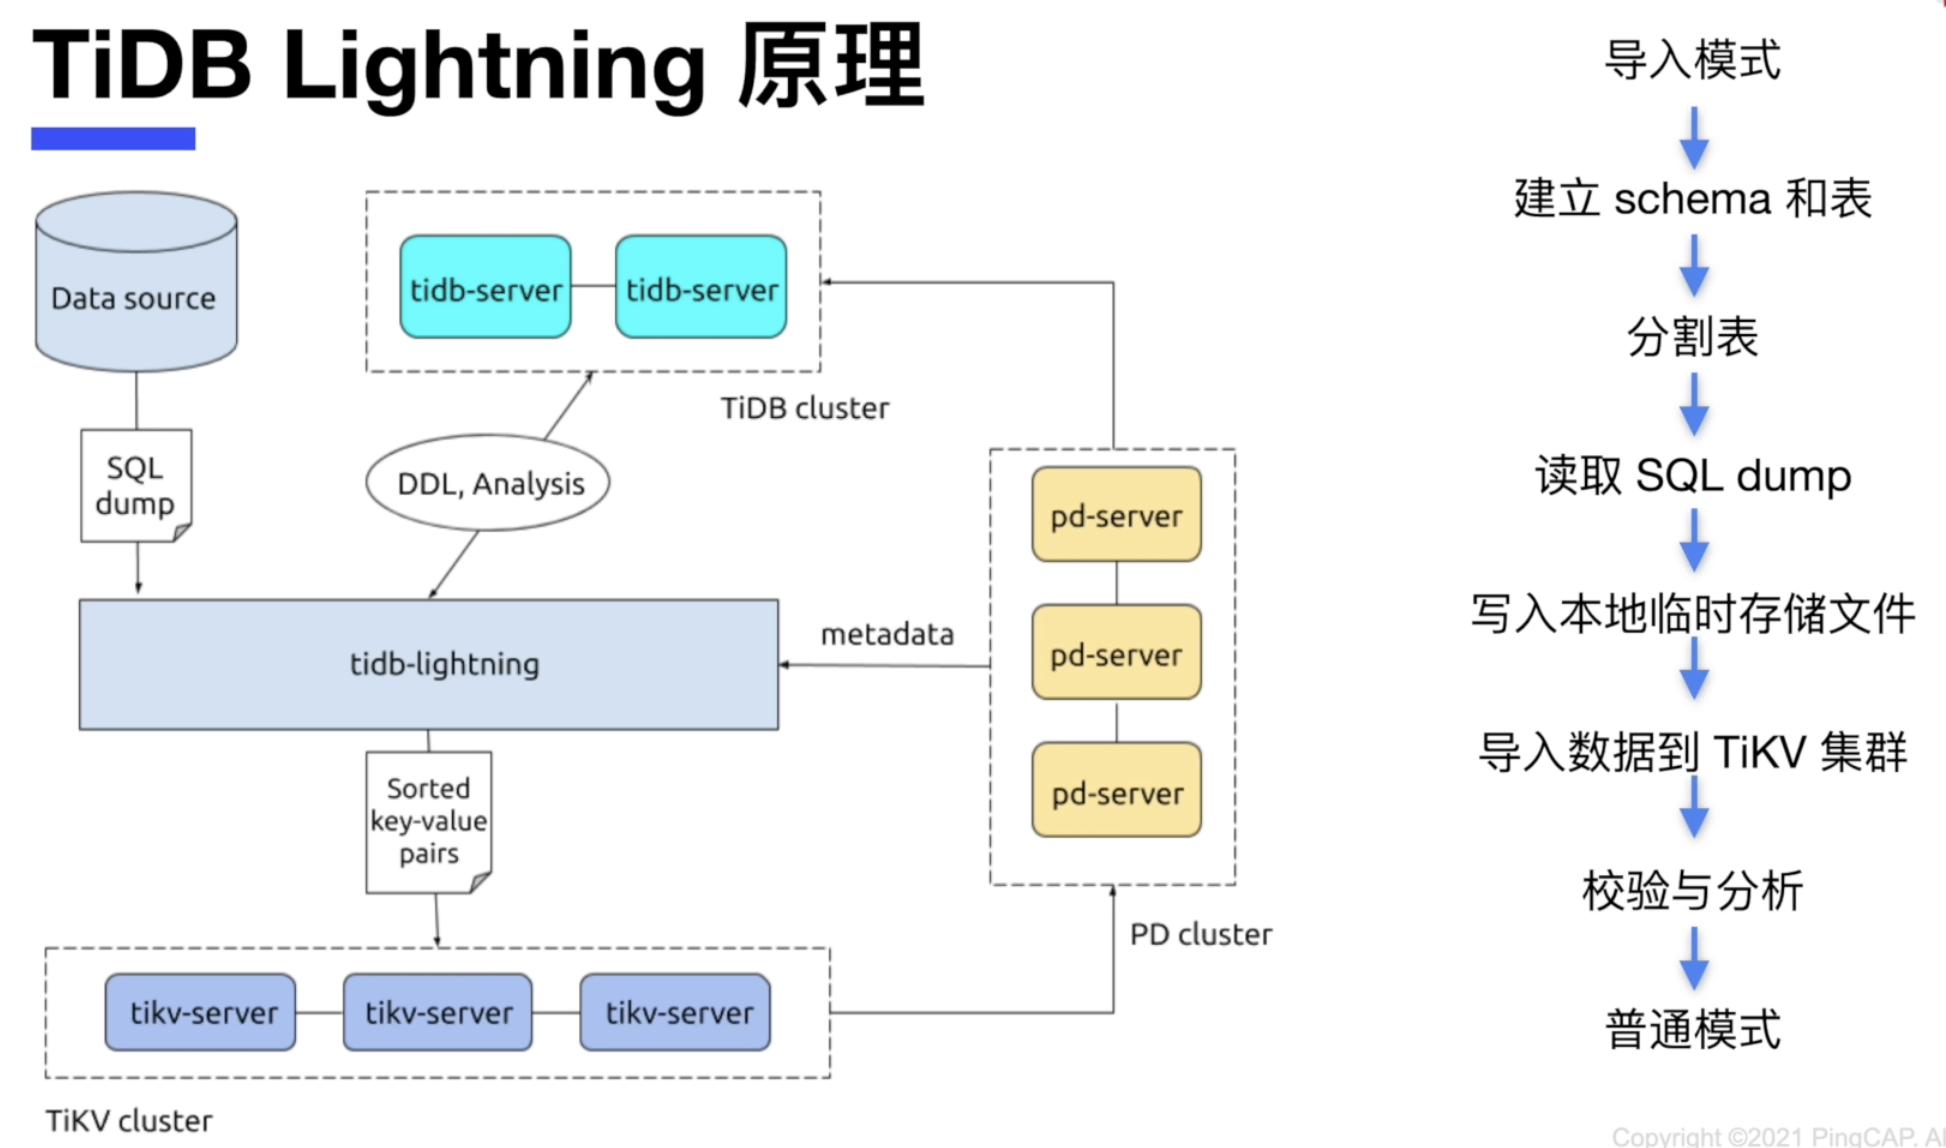 TiDB Lightning 原理
Data source
SQL
dump
tidb-server
tidb-server
TiDB cluster
DDL, Analysis
tidb-lightning
metadata
pd-server
pd-server
pd-server
PD cluster
Sorted
key-value
pairs
tikv-server
tikv-server
tikv-server
TiKV cluster
导入模式
建立 schema 和表
分割表
读取 SQL dump
写入本地临时存储文件
导入数据到 TiKV 集群
校验与分析
普通模式
Copyright ©2021 PingCAP.